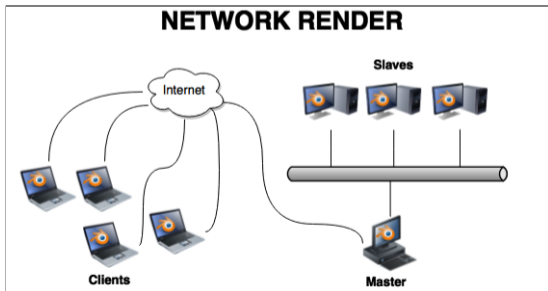 NETWORK RENDER
Slaves
Internet
Clients
Master